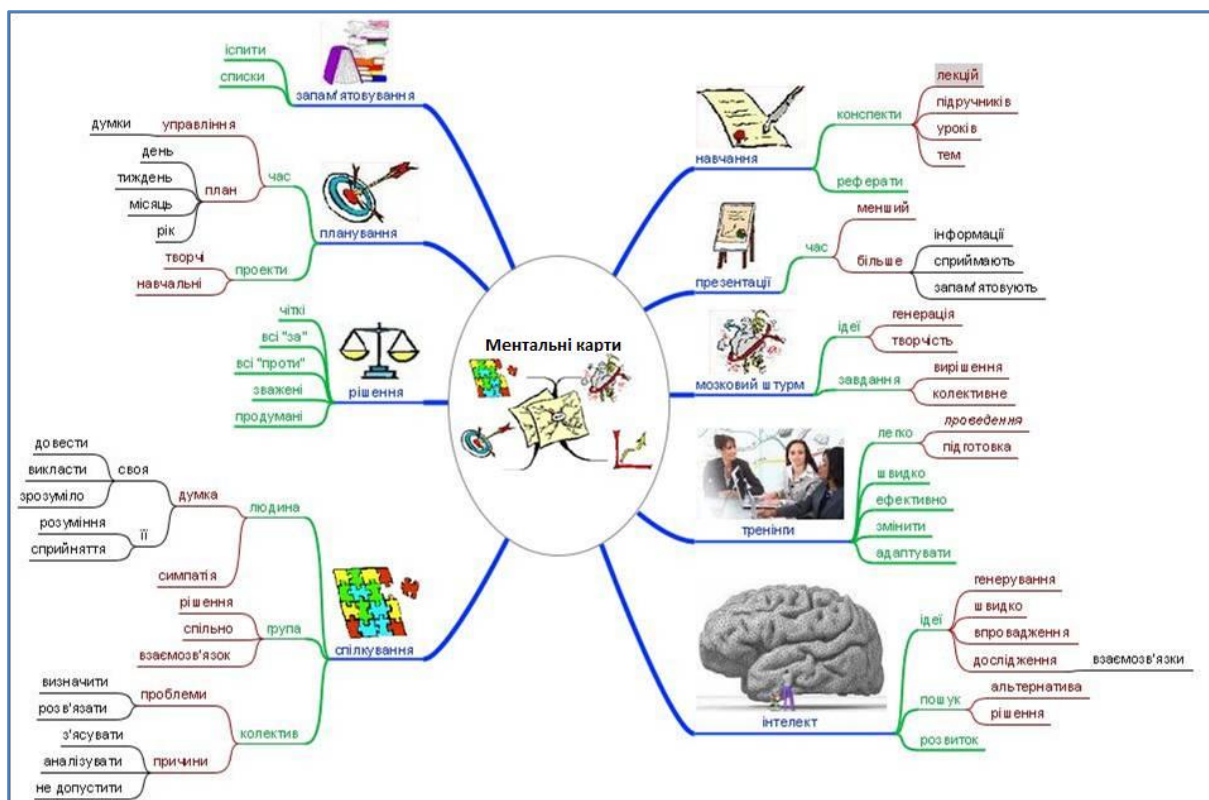 Ментальні карти
іспити
списки
запам'ятовування
думки
управління
день
тиждень
місяць
рік
план
час
творчі
навчальні
проекти
планування
чіткі
всі "за"
всі "проти"
зважені
продумані
рішення
довести
викласти
зрозуміло
своя
розуміння
сприйняття
її
думка
симпатія
людина
рішення
спільно
взаємозв'язок
група
визначити
розв'язати
проблеми
з'ясувати
аналізувати
не допустити
причини
колектив
спілкування
навчання
конспекти
лекцій
підручників
уроків
тем
реферати
презентації
час
менший
більше
інформації
сприймають
запам'ятовують
мозковий штурм
ідеї
генерація
творчість
завдання
вирішення
колективне
тренінги
легко
проведення
підготовка
швидко
ефективно
змінити
адаптувати
інтелект
ідеї
генерування
швидко
впровадження
дослідження
взаємозв'язки
пошук
альтернатива
рішення
розвиток